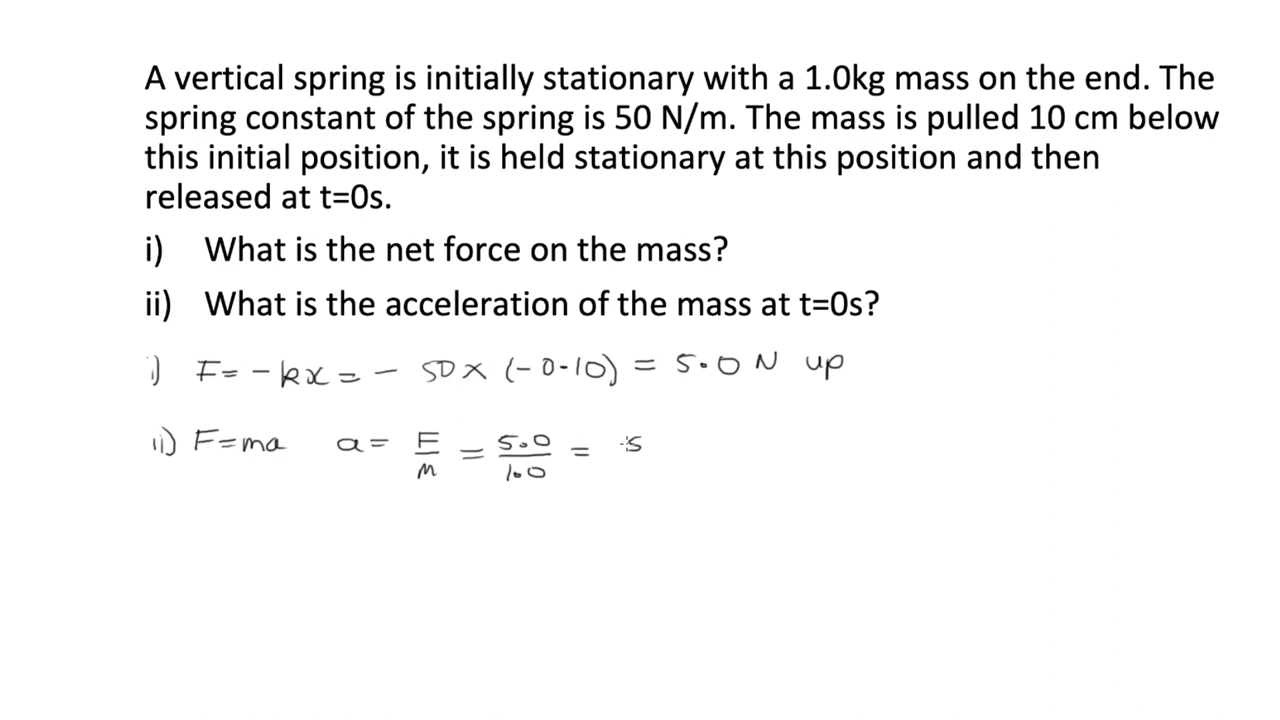 A vertical spring is initially stationary with a 1.0kg mass on the end. The
spring constant of the spring is 50 N/m. The mass is pulled 10 cm below
this initial position, it is held stationary at this position and then
released at t=0s.
i) What is the net force on the mass?
ii) What is the acceleration of the mass at t=0s?
i) F = - kx = - 50 × (- 0.10) = 5.0 N up
ii) F = ma a = F/m = 5.0/1.0 = 5